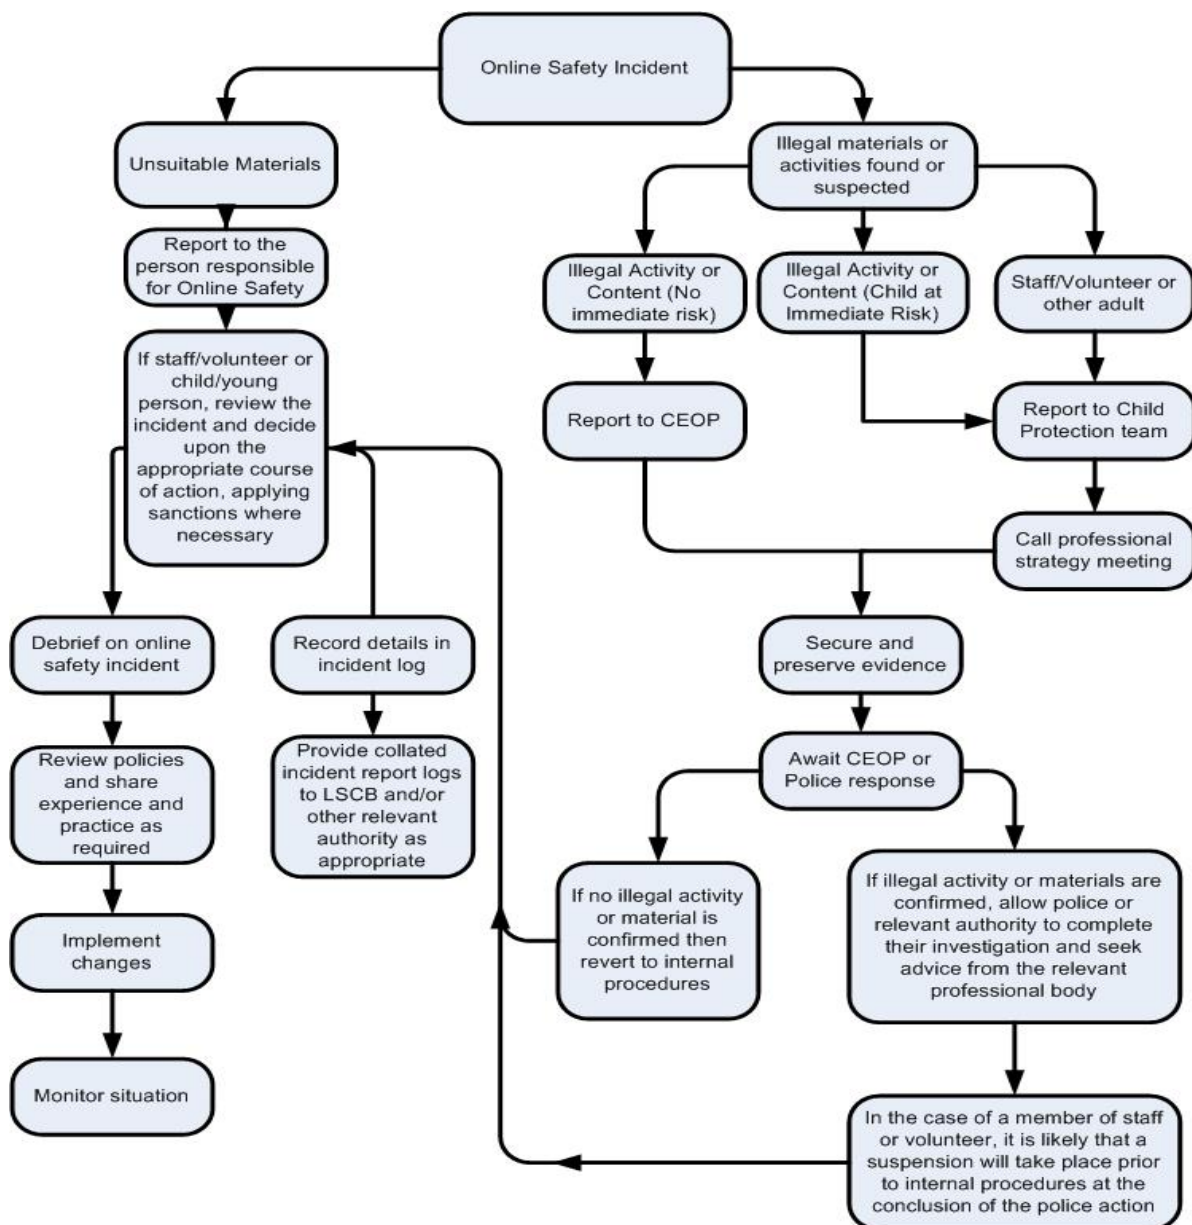 Online Safety Incident
Unsuitable Materials
Illegal materials or
activities found or
suspected
Report to the
person responsible
for Online Safety
Illegal Activity or
Content (No
immediate risk)
Illegal Activity or
Content (Child at
Immediate Risk)
Staff/Volunteer or
other adult
If staff/volunteer or
child/young
person, review the
incident and decide
upon the
appropriate course
of action, applying
sanctions where
necessary
Report to CEOP
Report to Child
Protection team
Call professional
strategy meeting
Debrief on online
safety incident
Record details in
incident log
Secure and
preserve evidence
Review policies
and share
experience and
practice as
required
Provide collated
incident report logs
to LSCB and/or
other relevant
authority as
appropriate
Await CEOP or
Police response
If no illegal activity
or material is
confirmed then
revert to internal
procedures
If illegal activity or materials are
confirmed, allow police or
relevant authority to complete
their investigation and seek
advice from the relevant
professional body
Implement
changes
Monitor situation
In the case of a member of staff
or volunteer, it is likely that a
suspension will take place prior
to internal procedures at the
conclusion of the police action